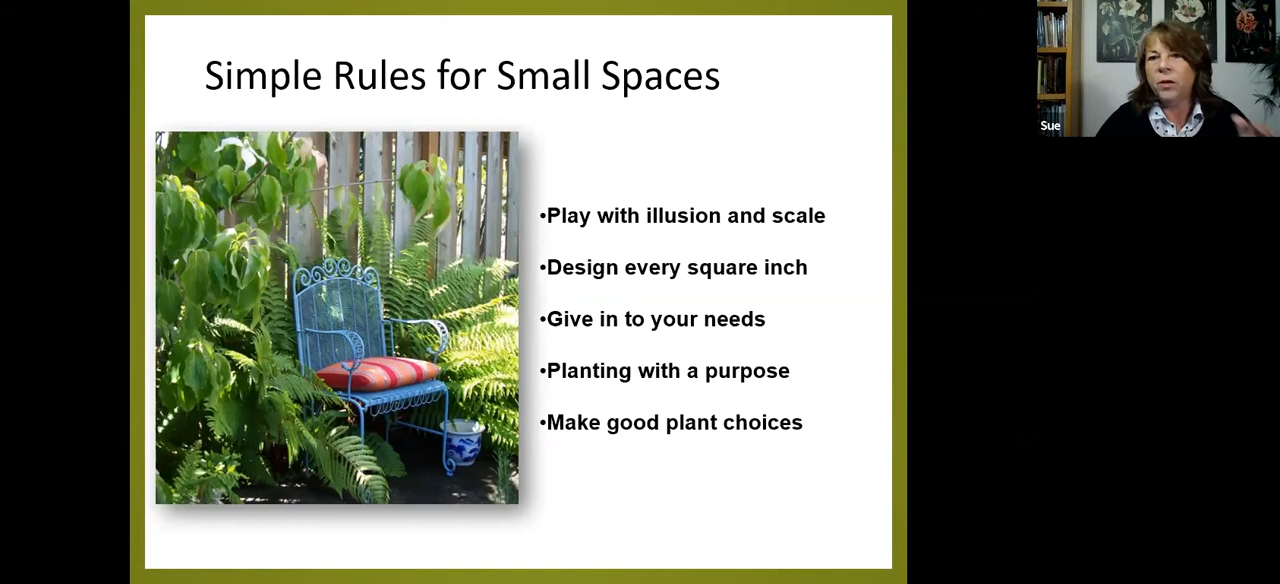 Simple Rules for Small Spaces
•Play with illusion and scale
•Design every square inch
•Give in to your needs
•Planting with a purpose
•Make good plant choices
Sue